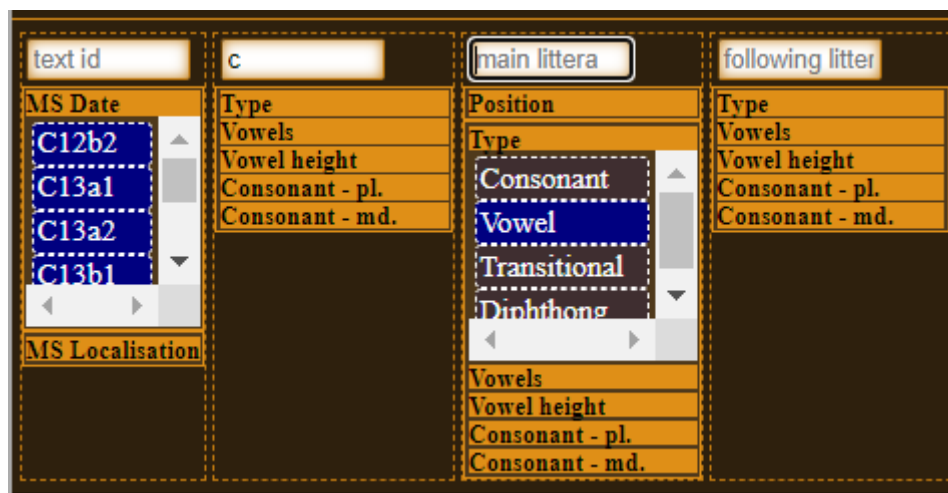 text id
MS Date
C12b2
C13a1
C13a2
C13b1
MS Localisation
c
Type
Vowels
Vowel height
Consonant - pl.
Consonant - md.
main littera
Position
Type
Consonant
Vowel
Transitional
Diphthong
Vowels
Vowel height
Consonant - pl.
Consonant - md.
following litter
Type
Vowels
Vowel height
Consonant - pl.
Consonant - md.